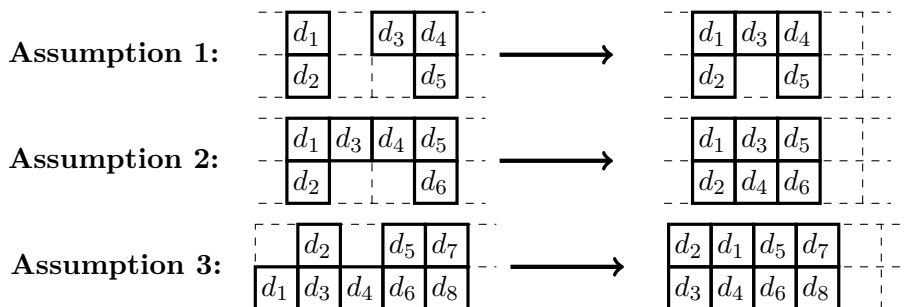 d₁ d₃ d₄ d₁ d₃ d₄
Assumption 1:
d₂ d₅ d₂ d₅
d₁ d₃ d₄ d₅ d₁ d₃ d₅
Assumption 2:
d₂ d₆ d₂ d₄ d₆
d₂ d₅ d₇ d₂ d₁ d₅ d₇
Assumption 3:
d₁ d₃ d₄ d₆ d₈ d₃ d₄ d₆ d₈